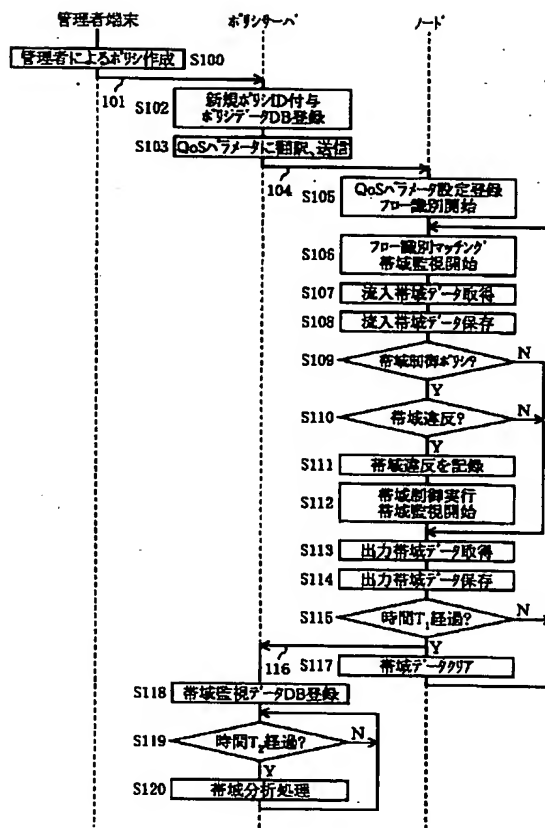 管理者端末
ポリシサーバ
ノード
管理者によるポリシ作成 S100
101
S102 新規ポリシID付与
ポリシデータDB登録
S103 QoSパラメータに翻訳、送信
104
S105 QoSパラメータ設定登録
フロー識別開始
S106 フロー識別マッチング
帯域監視開始
S107 流入帯域データ取得
S108 流入帯域データ保存
S109 帯域制御ポリシ? N
Y
S110 帯域違反? N
Y
S111 帯域違反を記録
S112 帯域制御実行
帯域監視開始
S113 出力帯域データ取得
S114 出力帯域データ保存
S115 時間T1経過? N
Y
116
S117 帯域データクリア
S118 帯域監視データDB登録
S119 時間T2経過? N
Y
S120 帯域分析処理